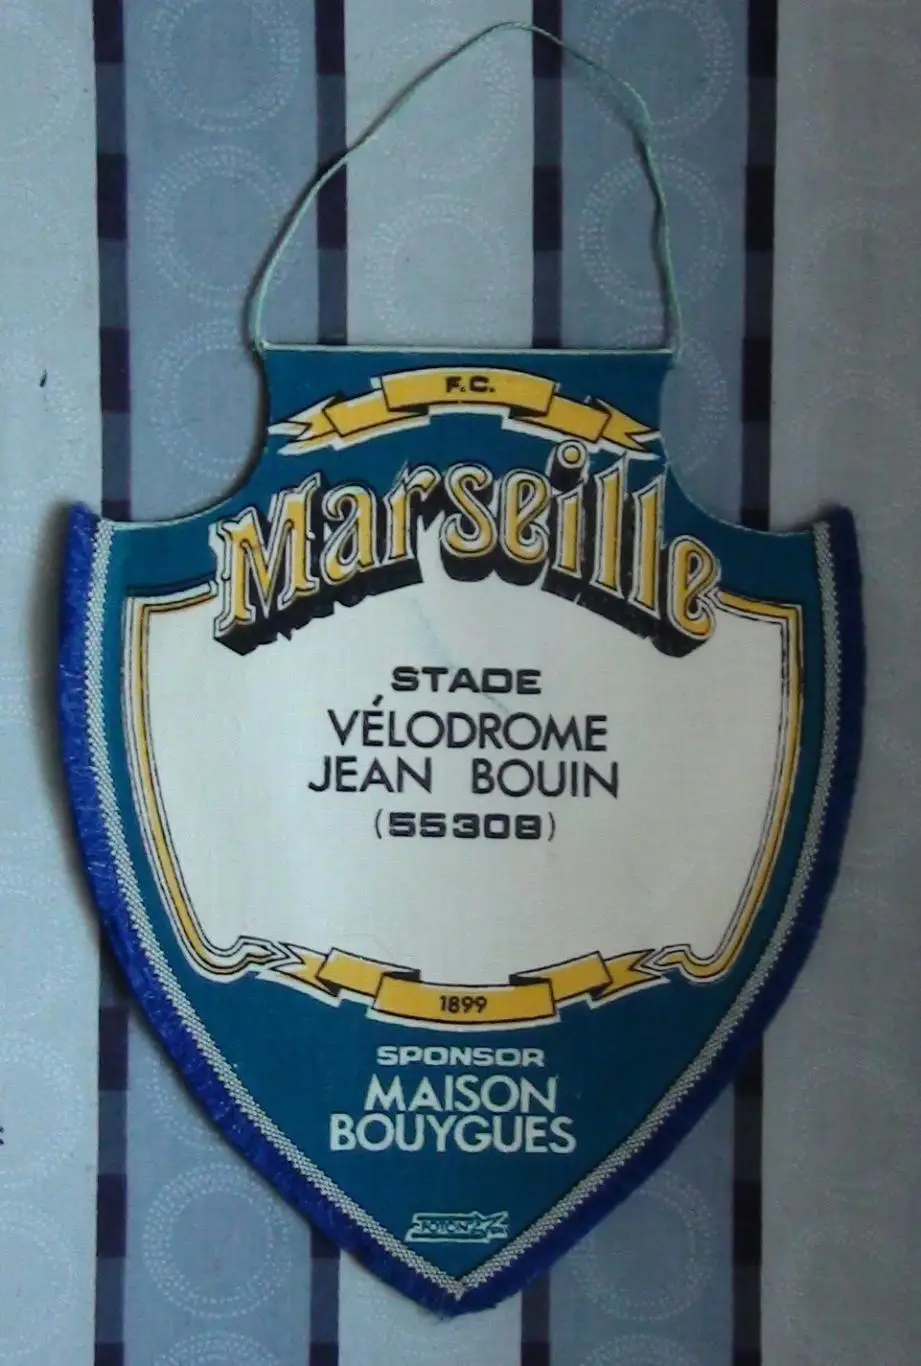 F.C.
Marseille
STADE
VÉLODROME
JEAN BOUIN
(55308)
1899
SPONSOR
MAISON
BOUYGUES